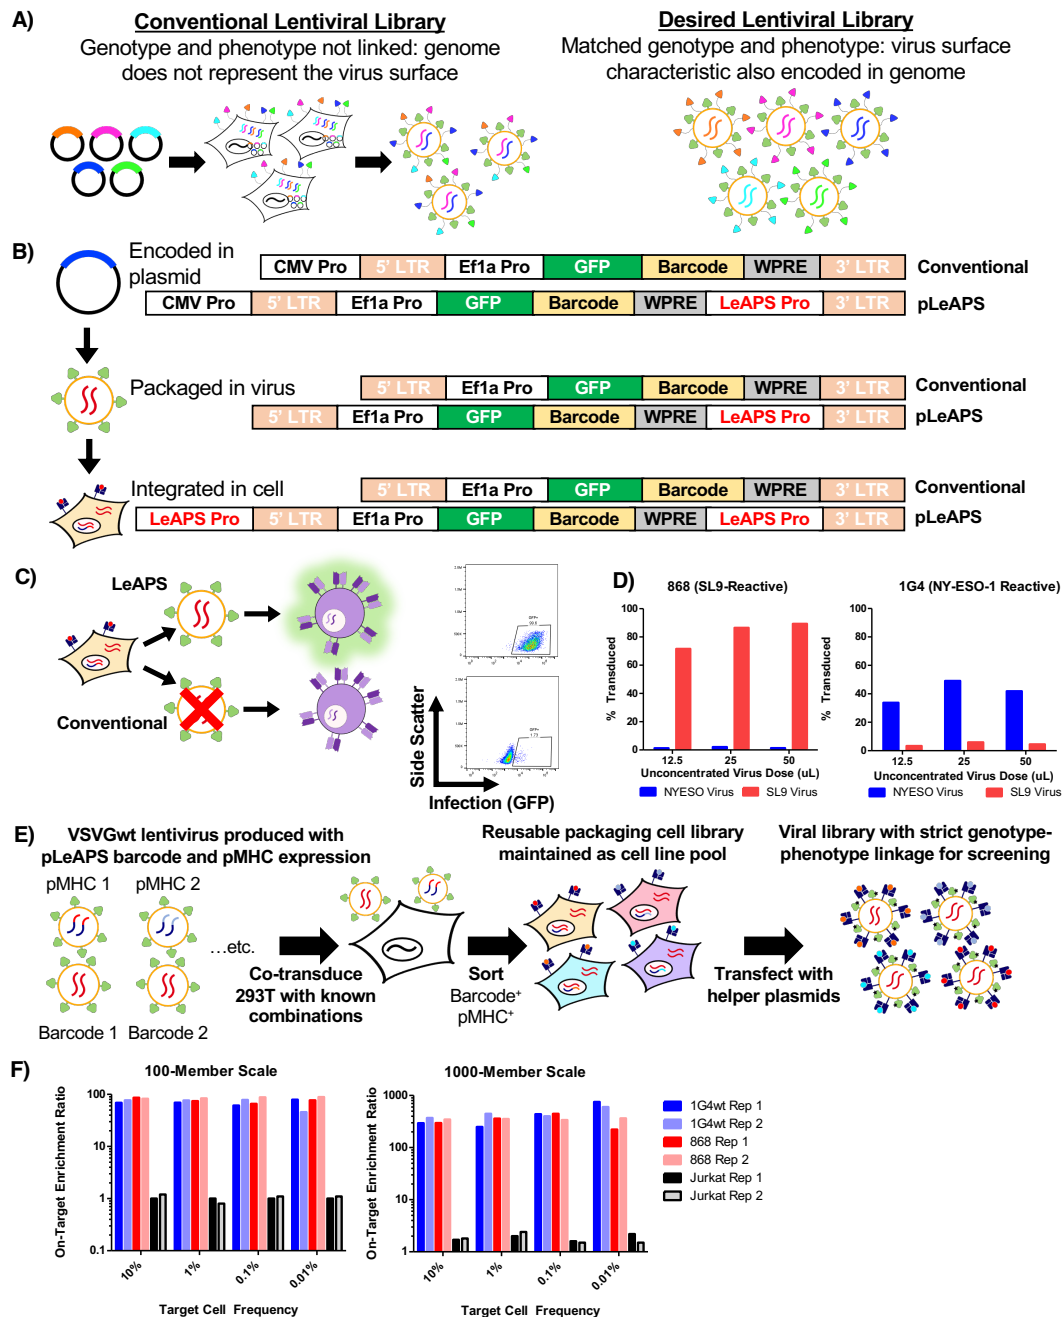 A)
Conventional Lentiviral Library
Genotype and phenotype not linked: genome
does not represent the virus surface
Desired Lentiviral Library
Matched genotype and phenotype: virus surface
characteristic also encoded in genome
B)
Encoded in
plasmid
CMV Pro 5' LTR Ef1a Pro GFP Barcode WPRE 3' LTR Conventional
CMV Pro 5' LTR Ef1a Pro GFP Barcode WPRE LeAPS Pro 3' LTR pLeAPS
Packaged in virus
5' LTR Ef1a Pro GFP Barcode WPRE 3' LTR Conventional
5' LTR Ef1a Pro GFP Barcode WPRE LeAPS Pro 3' LTR pLeAPS
Integrated in cell
5' LTR Ef1a Pro GFP Barcode WPRE 3' LTR Conventional
LeAPS Pro 5' LTR Ef1a Pro GFP Barcode WPRE LeAPS Pro 3' LTR pLeAPS
C)
LeAPS
Conventional
Side Scatter
Infection (GFP)
D)
868 (SL9-Reactive)
% Transduced
100
80
60
40
20
0
12.5 25 50
Unconcentrated Virus Dose (uL)
NYESO Virus SL9 Virus
1G4 (NY-ESO-1 Reactive)
% Transduced
100
80
60
40
20
0
12.5 25 50
Unconcentrated Virus Dose (uL)
NYESO Virus SL9 Virus
E)
VSVGwt lentivirus produced with
pLeAPS barcode and pMHC expression
pMHC 1 pMHC 2
...etc.
Barcode 1 Barcode 2
Co-transduce
293T with known
combinations
Reusable packaging cell library
maintained as cell line pool
Sort
Barcode+
pMHC+
Transfect with
helper plasmids
Viral library with strict genotype-
phenotype linkage for screening
F)
100-Member Scale
On-Target Enrichment Ratio
100
10
1
0.1
10% 1% 0.1% 0.01%
Target Cell Frequency
1000-Member Scale
On-Target Enrichment Ratio
1000
100
10
1
10% 1% 0.1% 0.01%
Target Cell Frequency
1G4wt Rep 1
1G4wt Rep 2
868 Rep 1
868 Rep 2
Jurkat Rep 1
Jurkat Rep 2